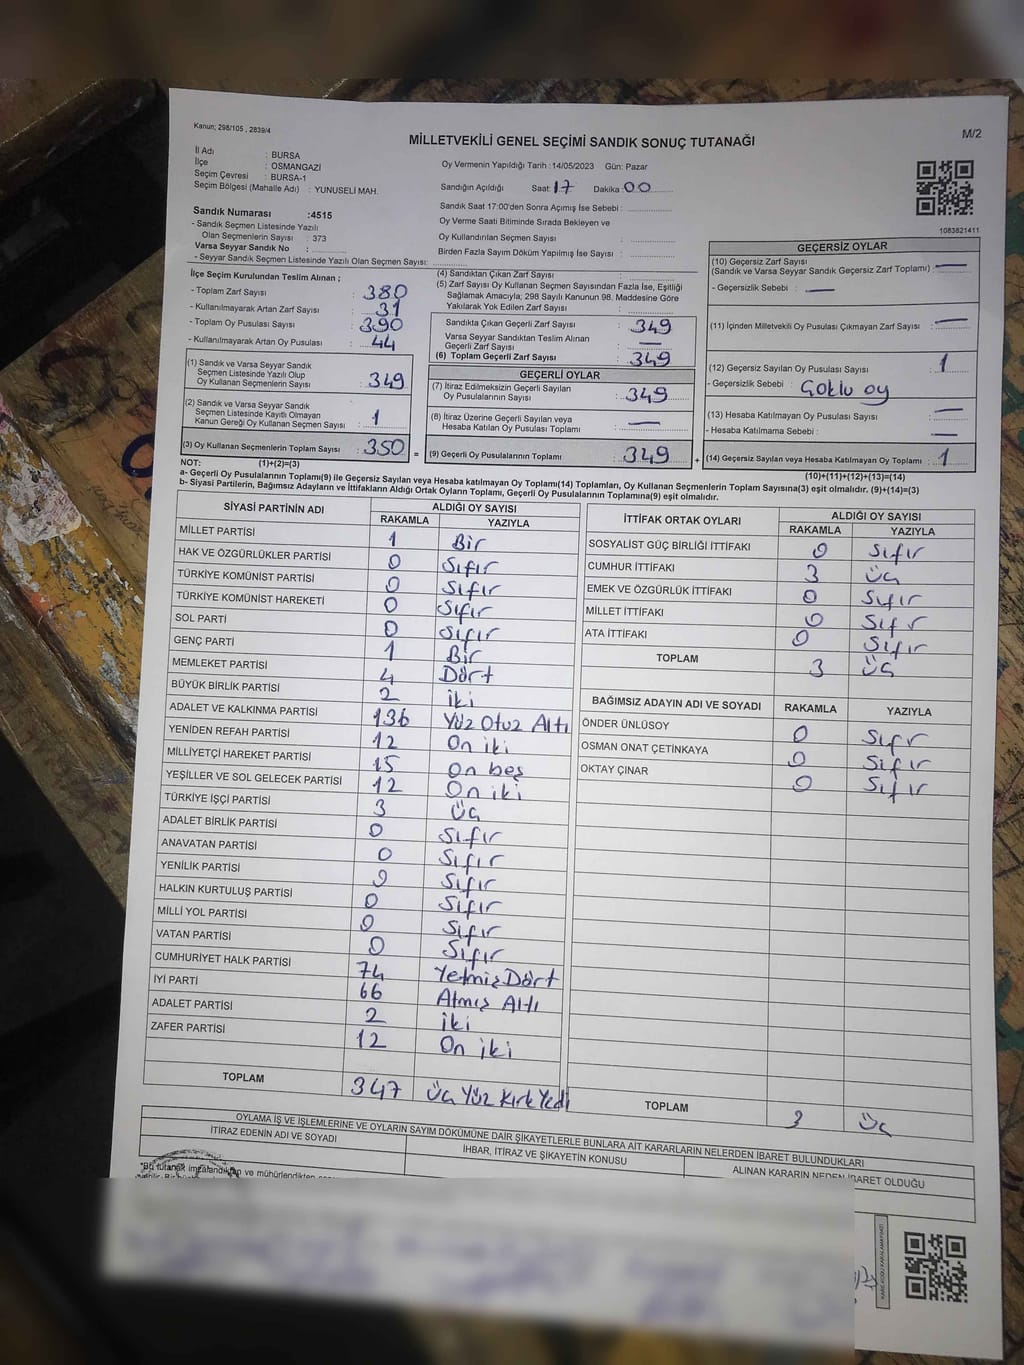 Kanun; 298/105 , 2839/4
MİLLETVEKİLİ GENEL SEÇİMİ SANDIK SONUÇ TUTANAĞI
M/2
İl Adı : BURSA
İlçe : OSMANGAZİ
Seçim Çevresi : BURSA-1
Seçim Bölgesi (Mahalle Adı) : YUNUSELİ MAH.
Oy Vermenin Yapıldığı Tarih :14/05/2023 Gün: Pazar
Sandığın Açıldığı Saat: 17 Dakika: 00
Sandık Saat 17:00'den Sonra Açımış İse Sebebi :
Oy Verme Saati Bitiminde Sırada Bekleyen ve
Oy Kullandırılan Seçmen Sayısı :
Birden Fazla Sayım Döküm Yapılmış İse Sayısı :
1083821411
Sandık Numarası :4515
- Sandık Seçmen Listesinde Yazılı
Olan Seçmenlerin Sayısı : 373
Varsa Seyyar Sandık No :
- Seyyar Sandık Seçmen Listesinde Yazılı Olan Seçmen Sayısı:
İlçe Seçim Kurulundan Teslim Alınan ;
- Toplam Zarf Sayısı : 380
- Kullanılmayarak Artan Zarf Sayısı : 31
- Toplam Oy Pusulası Sayısı : 390
- Kullanılmayarak Artan Oy Pusulası : 44
(1) Sandık ve Varsa Seyyar Sandık
Seçmen Listesinde Yazılı Olup
Oy Kullanan Seçmenlerin Sayısı : 349
(2) Sandık ve Varsa Seyyar Sandık
Seçmen Listesinde Kayıtlı Olmayan
Kanun Gereği Oy Kullanan Seçmen Sayısı : 1
(3) Oy Kullanan Seçmenlerin Toplam Sayısı : 350
(4) Sandıktan Çıkan Zarf Sayısı :
(5) Zarf Sayısı Oy Kullanan Seçmen Sayısından Fazla İse, Eşitliği
Sağlamak Amacıyla; 298 Sayılı Kanunun 98. Maddesine Göre
Yakılarak Yok Edilen Zarf Sayısı :
Sandıkta Çıkan Geçerli Zarf Sayısı : 349
Varsa Seyyar Sandıktan Teslim Alınan
Geçerli Zarf Sayısı : —
(6) Toplam Geçerli Zarf Sayısı : 349
GEÇERLİ OYLAR
(7) İtiraz Edilmeksizin Geçerli Sayılan
Oy Pusulalarının Sayısı : 349
(8) İtiraz Üzerine Geçerli Sayılan veya
Hesaba Katılan Oy Pusulası Toplamı : —
= (9) Geçerli Oy Pusulalarının Toplamı : 349
GEÇERSİZ OYLAR
(10) Geçersiz Zarf Sayısı
(Sandık ve Varsa Seyyar Sandık Geçersiz Zarf Toplamı) : —
- Geçersizlik Sebebi : —
(11) İçinden Milletvekili Oy Pusulası Çıkmayan Zarf Sayısı : —
(12) Geçersiz Sayılan Oy Pusulası Sayısı : 1
- Geçersizlik Sebebi : Çoklu oy
(13) Hesaba Katılmayan Oy Pusulası Sayısı : —
- Hesaba Katılmama Sebebi : —
+ (14) Geçersiz Sayılan veya Hesaba Katılmayan Oy Toplamı : 1
NOT: (1)+(2)=(3)
(10)+(11)+(12)+(13)=(14)
a- Geçerli Oy Pusulalarının Toplamı(9) ile Geçersiz Sayılan veya Hesaba katılmayan Oy Toplamı(14) Toplamları, Oy Kullanan Seçmenlerin Toplam Sayısına(3) eşit olmalıdır. (9)+(14)=(3)
b- Siyasi Partilerin, Bağımsız Adayların ve İttifakların Aldığı Ortak Oyların Toplamı, Geçerli Oy Pusulalarının Toplamına(9) eşit olmalıdır.
SİYASİ PARTİNİN ADI ALDIĞI OY SAYISI
RAKAMLA YAZIYLA
MİLLET PARTİSİ 1 Bir
HAK VE ÖZGÜRLÜKLER PARTİSİ 0 Sıfır
TÜRKİYE KOMÜNİST PARTİSİ 0 Sıfır
TÜRKİYE KOMÜNİST HAREKETİ 0 Sıfır
SOL PARTİ 0 Sıfır
GENÇ PARTİ 1 Bir
MEMLEKET PARTİSİ 4 Dört
BÜYÜK BİRLİK PARTİSİ 2 İki
ADALET VE KALKINMA PARTİSİ 136 Yüz Otuz Altı
YENİDEN REFAH PARTİSİ 12 On iki
MİLLİYETÇİ HAREKET PARTİSİ 15 On beş
YEŞİLLER VE SOL GELECEK PARTİSİ 12 On iki
TÜRKİYE İŞÇİ PARTİSİ 3 Üç
ADALET BİRLİK PARTİSİ 0 Sıfır
ANAVATAN PARTİSİ 0 Sıfır
YENİLİK PARTİSİ 0 Sıfır
HALKIN KURTULUŞ PARTİSİ 0 Sıfır
MİLLİ YOL PARTİSİ 0 Sıfır
VATAN PARTİSİ 0 Sıfır
CUMHURİYET HALK PARTİSİ 74 Yetmiş Dört
İYİ PARTİ 66 Atmış Altı
ADALET PARTİSİ 2 İki
ZAFER PARTİSİ 12 On iki
TOPLAM 347 Üç Yüz Kırk Yedi
İTTİFAK ORTAK OYLARI ALDIĞI OY SAYISI
RAKAMLA YAZIYLA
SOSYALİST GÜÇ BİRLİĞİ İTTİFAKI 0 Sıfır
CUMHUR İTTİFAKI 3 Üç
EMEK VE ÖZGÜRLÜK İTTİFAKI 0 Sıfır
MİLLET İTTİFAKI 0 Sıfr
ATA İTTİFAKI 0 Sıfır
TOPLAM 3 Üç
BAĞIMSIZ ADAYIN ADI VE SOYADI RAKAMLA YAZIYLA
ÖNDER ÜNLÜSOY 0 Sıfr
OSMAN ONAT ÇETİNKAYA 0 Sıfır
OKTAY ÇINAR 0 Sıfır
TOPLAM 3 Üç
OYLAMA İŞ VE İŞLEMLERİNE VE OYLARIN SAYIM DÖKÜMÜNE DAİR ŞİKAYETLERLE BUNLARA AİT KARARLARIN NELERDEN İBARET BULUNDUKLARI
İTİRAZ EDENİN ADI VE SOYADI İHBAR, İTİRAZ VE ŞİKAYETİN KONUSU ALINAN KARARIN NEDEN İBARET OLDUĞU
"Bu tutanak imzalandıktan ve mühürlendikten